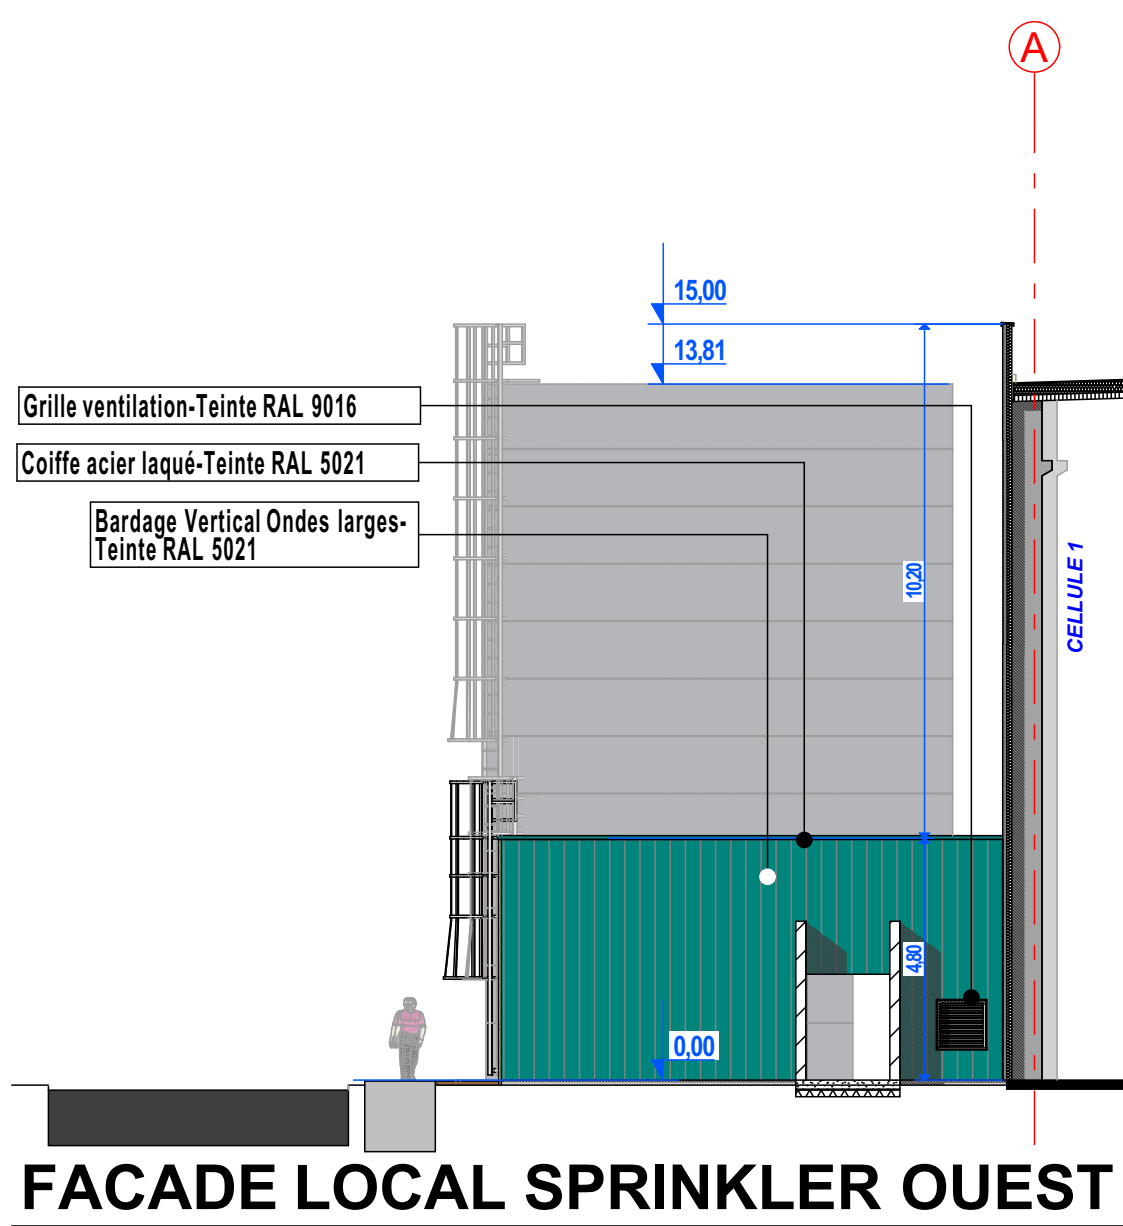 A
15,00
13,81
Grille ventilation-Teinte RAL 9016
Coiffe acier laqué-Teinte RAL 5021
Bardage Vertical Ondes larges-
Teinte RAL 5021
10,20
CELLULE 1
4,80
0,00
FACADE LOCAL SPRINKLER OUEST